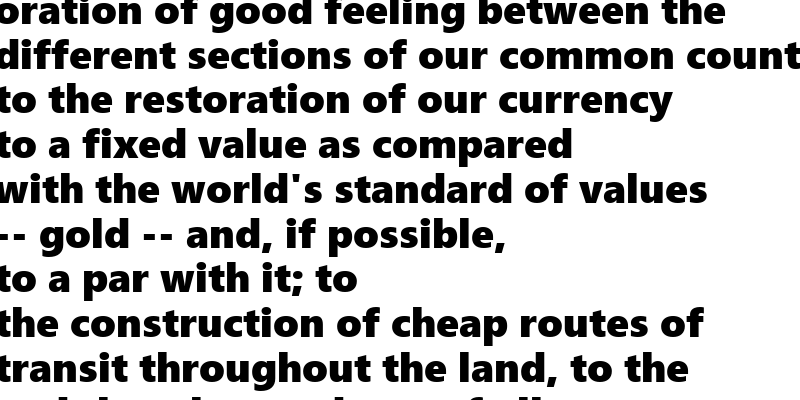 oration of good feeling between the
different sections of our common count
to the restoration of our currency
to a fixed value as compared
with the world's standard of values
-- gold -- and, if possible,
to a par with it; to
the construction of cheap routes of
transit throughout the land, to the